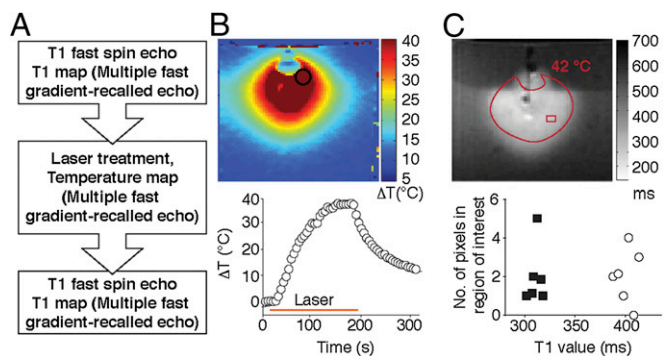 A
T1 fast spin echo
T1 map (Multiple fast
gradient-recalled echo)
Laser treatment,
Temperature map
(Multiple fast
gradient-recalled echo)
T1 fast spin echo
T1 map (Multiple fast
gradient-recalled echo)
B
40
35
30
25
20
15
10
5
ΔT(°C)
ΔT (°C)
40
30
20
10
0
Laser
0
100
200
300
Time (s)
C
42 °C
700
600
500
400
300
200
ms
No. of pixels in
region of interest
6
4
2
0
300
350
400
T1 value (ms)